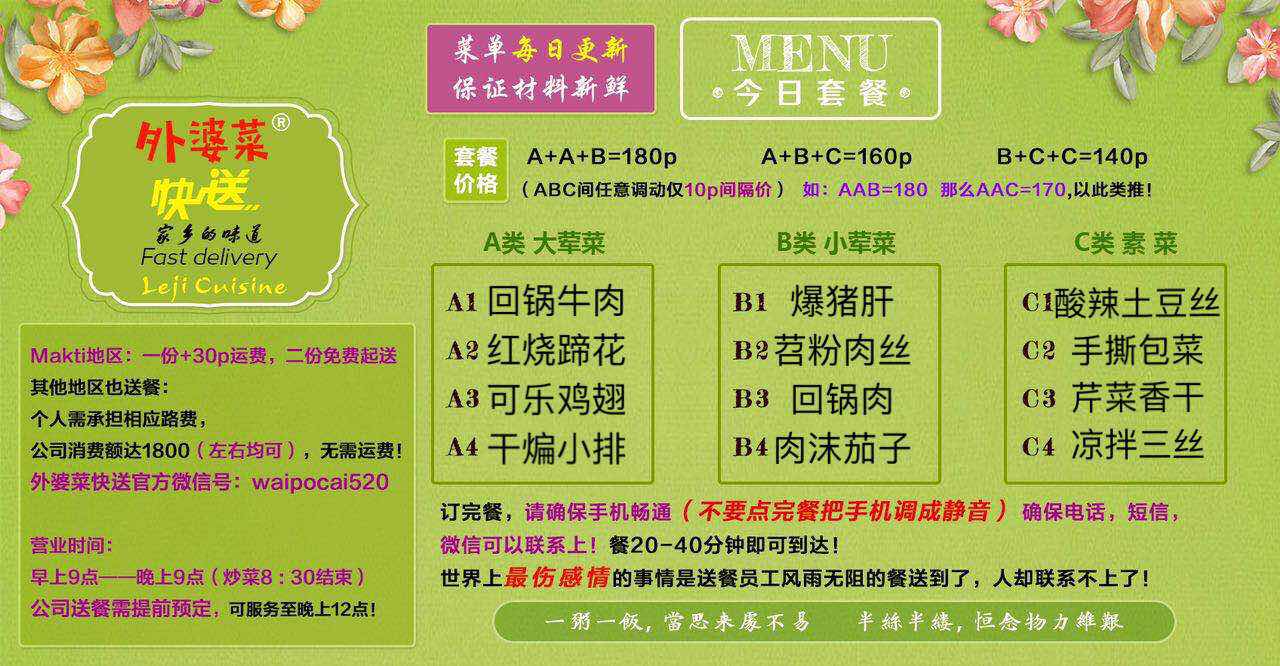 外婆菜®
快送
家乡的味道
Fast delivery
Leji Cuisine
菜单每日更新
保证材料新鲜
MENU
·今日套餐·
套餐价格
A+A+B=180p A+B+C=160p B+C+C=140p
（ABC间任意调动仅10p间隔价） 如：AAB=180 那么AAC=170,以此类推！
A类 大荤菜
A1 回锅牛肉
A2 红烧蹄花
A3 可乐鸡翅
A4 干煸小排
B类 小荤菜
B1 爆猪肝
B2 苕粉肉丝
B3 回锅肉
B4 肉沫茄子
C类 素 菜
C1 酸辣土豆丝
C2 手撕包菜
C3 芹菜香干
C4 凉拌三丝
Makti地区：一份+30p运费，二份免费起送
其他地区也送餐：
个人需承担相应路费，
公司消费额达1800（左右均可），无需运费！
外婆菜快送官方微信号：waipocai520
营业时间：
早上9点——晚上9点（炒菜8：30结束）
公司送餐需提前预定，可服务至晚上12点！
订完餐，请确保手机畅通（不要点完餐把手机调成静音）确保电话，短信，
微信可以联系上！餐20-40分钟即可到达！
世界上最伤感情的事情是送餐员工风雨无阻的餐送到了，人却联系不上了！
一粥一飯，當思来處不易 半絲半縷，恒念物力維艱